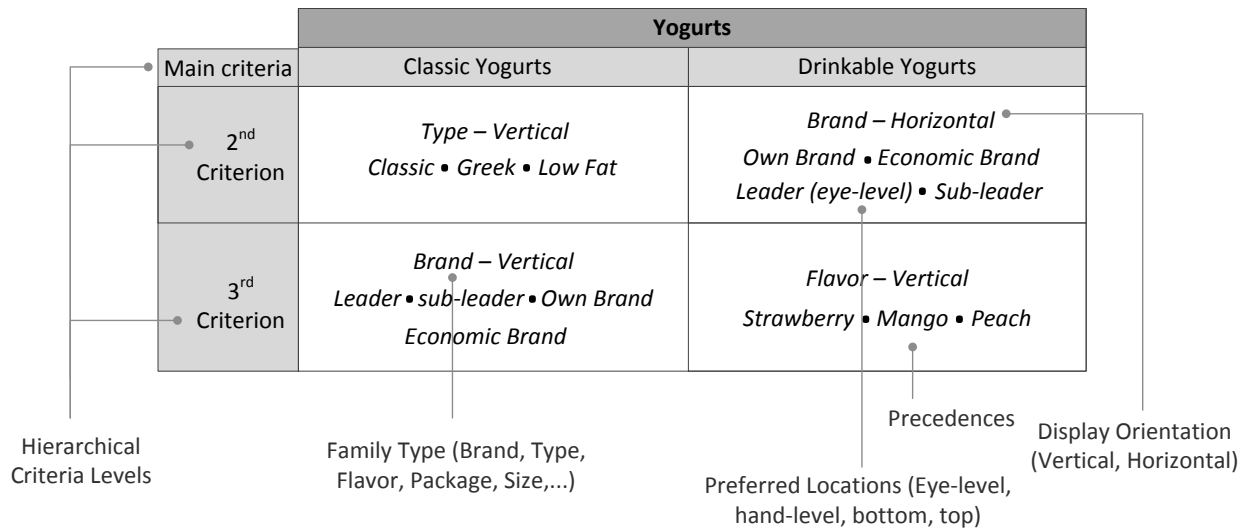 Yogurts
Main criteria
Classic Yogurts
Drinkable Yogurts
2nd
Criterion
Type – Vertical
Classic • Greek • Low Fat
Brand – Horizontal
Own Brand • Economic Brand
Leader (eye-level) • Sub-leader
3rd
Criterion
Brand – Vertical
Leader • sub-leader • Own Brand
Economic Brand
Flavor – Vertical
Strawberry • Mango • Peach
Hierarchical
Criteria Levels
Family Type (Brand, Type,
Flavor, Package, Size,...)
Preferred Locations (Eye-level,
hand-level, bottom, top)
Precedences
Display Orientation
(Vertical, Horizontal)